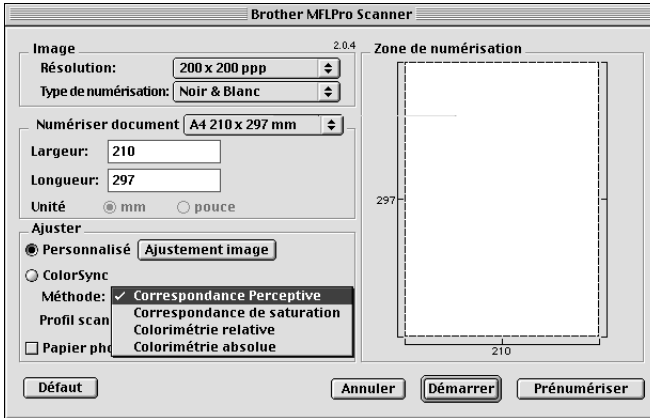 Brother MFLPro Scanner
Image
2.0.4
Résolution: 200 x 200 ppp
Type de numérisation: Noir & Blanc
Numériser document A4 210 x 297 mm
Largeur: 210
Longueur: 297
Unité mm pouce
Ajuster
Personnalisé Ajustement image
ColorSync
Méthode: ✓ Correspondance Perceptive
Correspondance de saturation
Colorimétrie relative
Colorimétrie absolue
Profil scan
Papier pho
Zone de numérisation
297
210
Défaut
Annuler
Démarrer
Prénumériser